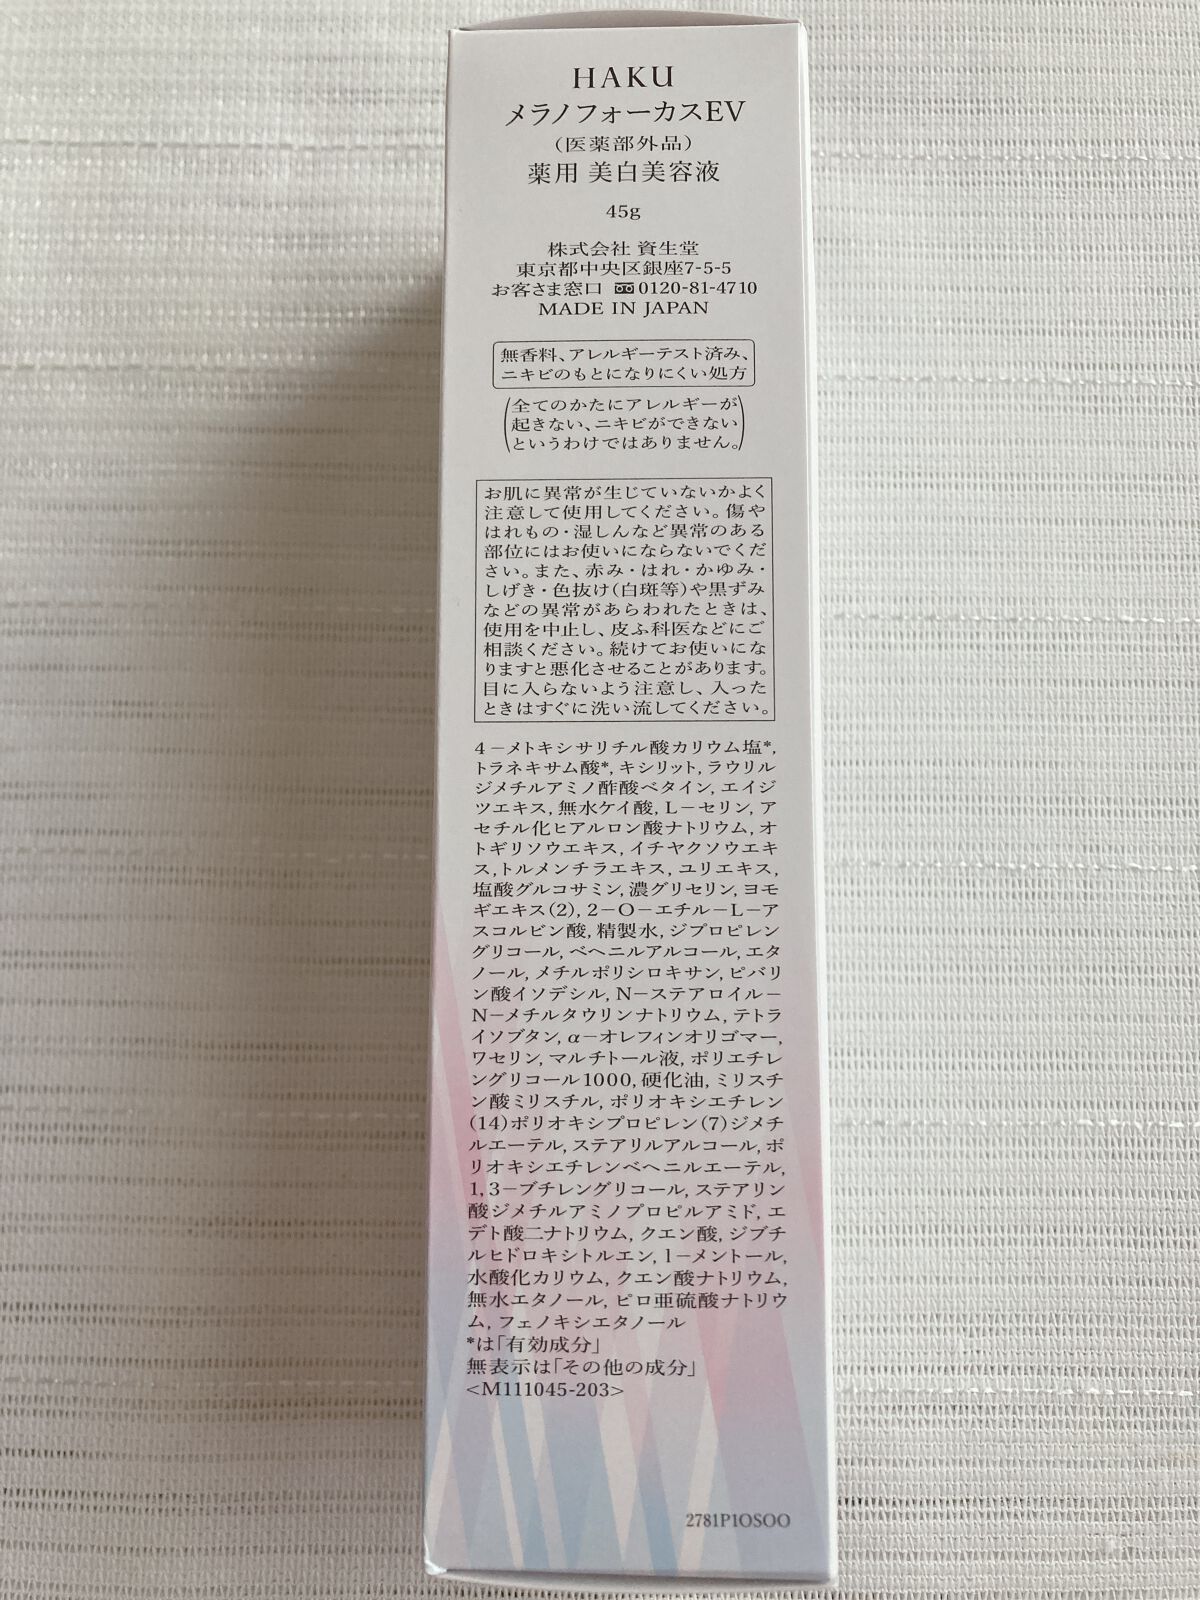 HAKU
メラノフォーカスEV
（医薬部外品）
薬用 美白美容液
45g
株式会社 資生堂
東京都中央区銀座7-5-5
お客さま窓口 0120-81-4710
MADE IN JAPAN
無香料、アレルギーテスト済み、
ニキビのもとになりにくい処方
(全てのかたにアレルギーが
起きない、ニキビができない
というわけではありません。)
お肌に異常が生じていないかよく
注意して使用してください。傷や
はれもの・湿しんなど異常のある
部位にはお使いにならないでくだ
さい。また、赤み・はれ・かゆみ・
しげき・色抜け(白斑等)や黒ずみ
などの異常があらわれたときは、
使用を中止し、皮ふ科医などにご
相談ください。続けてお使いにな
りますと悪化させることがあります。
目に入らないよう注意し、入った
ときはすぐに洗い流してください。
4－メトキシサリチル酸カリウム塩*,
トラネキサム酸*, キシリット, ラウリル
ジメチルアミノ酢酸ベタイン, エイジ
ツエキス, 無水ケイ酸, L－セリン, ア
セチル化ヒアルロン酸ナトリウム, オ
トギリソウエキス, イチヤクソウエキ
ス, トルメンチラエキス, ユリエキス,
塩酸グルコサミン, 濃グリセリン, ヨモ
ギエキス(2), 2－O－エチル－L－ア
スコルビン酸, 精製水, ジプロピレン
グリコール, ベヘニルアルコール, エタ
ノール, メチルポリシロキサン, ピバリ
ン酸イソデシル, N－ステアロイル－
N－メチルタウリンナトリウム, テトラ
イソブタン, α－オレフィンオリゴマー,
ワセリン, マルチトール液, ポリエチレ
ングリコール1000, 硬化油, ミリスチ
ン酸ミリスチル, ポリオキシエチレン
(14)ポリオキシプロピレン(7)ジメチ
ルエーテル, ステアリルアルコール, ポ
リオキシエチレンベヘニルエーテル,
1, 3－ブチレングリコール, ステアリン
酸ジメチルアミノプロピルアミド, エ
デト酸二ナトリウム, クエン酸, ジブチ
ルヒドロキシトルエン, l－メントール,
水酸化カリウム, クエン酸ナトリウム,
無水エタノール, ピロ亜硫酸ナトリウ
ム, フェノキシエタノール
*は「有効成分」
無表示は「その他の成分」
<M111045-203>
2781P1OSOO